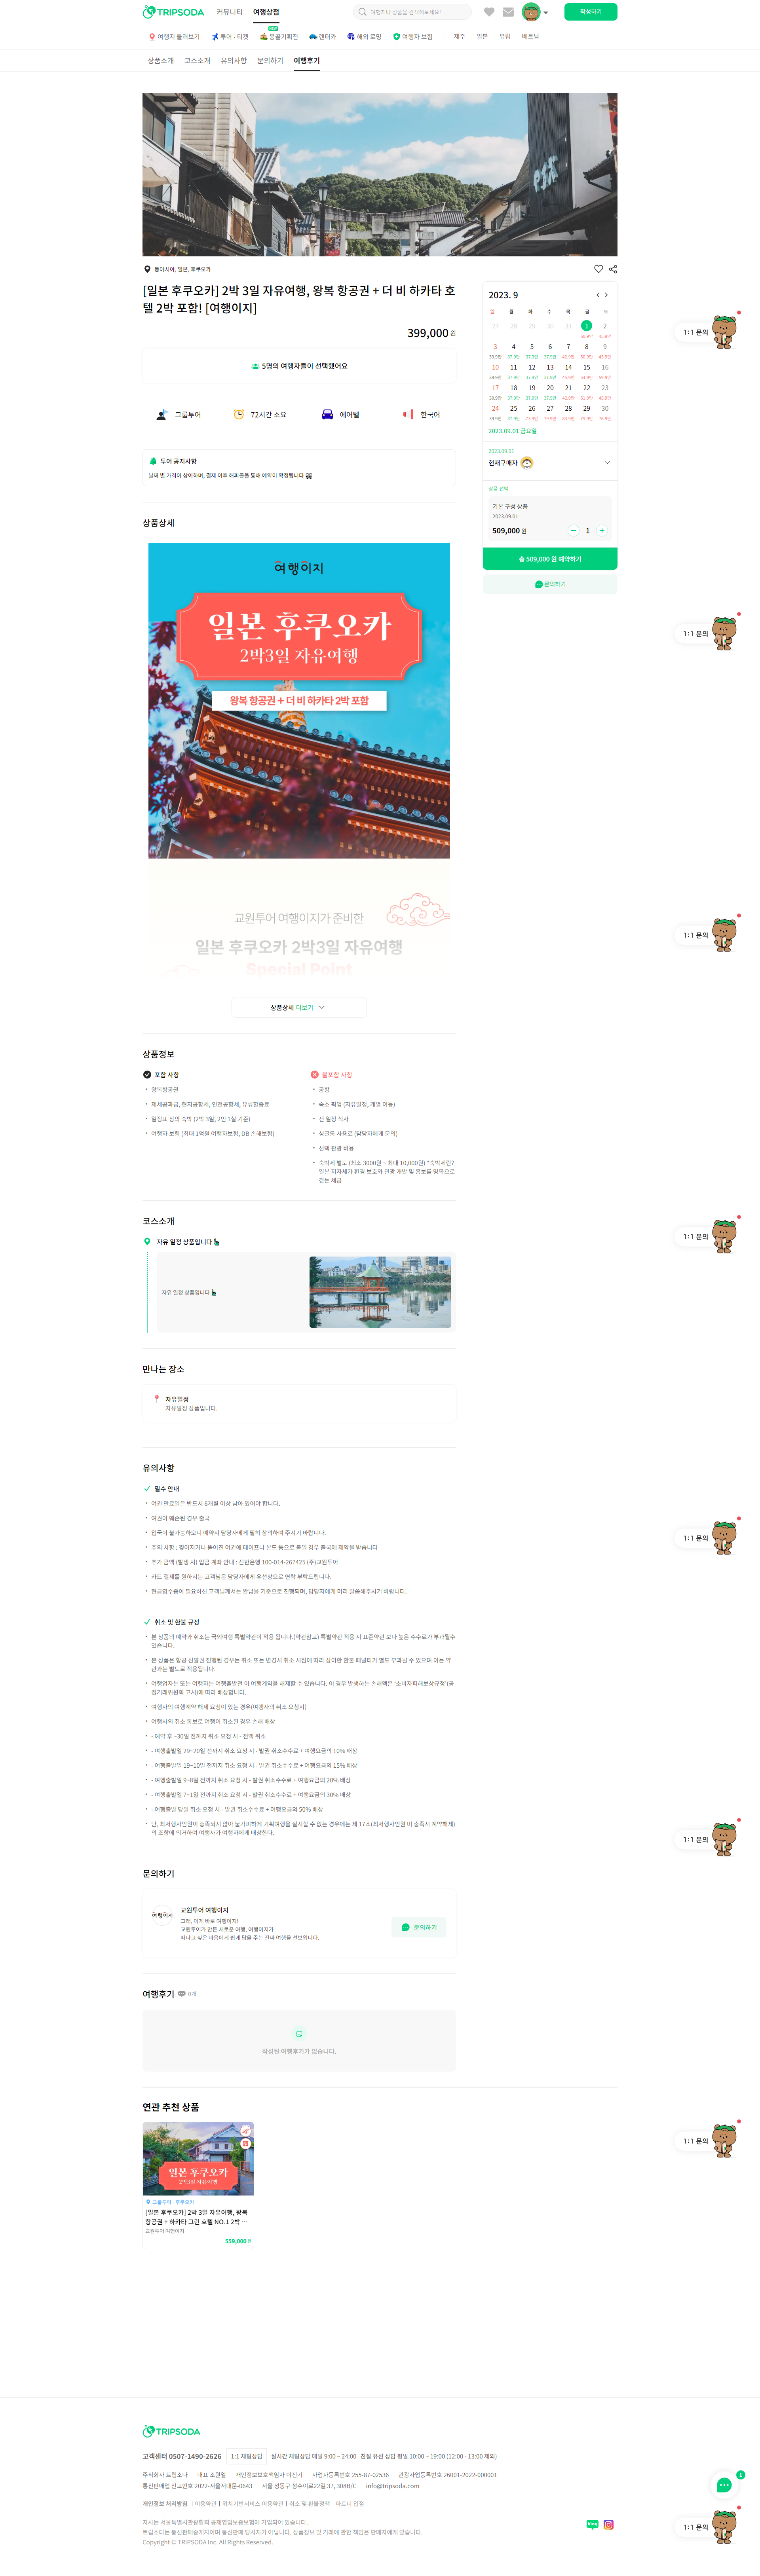 TRIPSODA 커뮤니티 여행상점 여행지나 상품을 검색해보세요! 작성하기
여행지 둘러보기 투어 · 티켓 몽골기획전 렌터카 해외 로밍 여행자 보험 제주 일본 유럽 베트남
상품소개 코스소개 유의사항 문의하기 여행후기
동아시아, 일본, 후쿠오카
[일본 후쿠오카] 2박 3일 자유여행, 왕복 항공권 + 더 비 하카타 호
텔 2박 포함! [여행이지]
399,000 원
5명의 여행자들이 선택했어요
그룹투어 72시간 소요 에어텔 한국어
투어 공지사항
날짜 별 가격이 상이하며, 결제 이후 해피콜을 통해 예약이 확정됩니다
2023. 9
일 월 화 수 목 금 토
27 28 29 30 31 1 2
3 4 5 6 7 8 9
10 11 12 13 14 15 16
17 18 19 20 21 22 23
24 25 26 27 28 29 30
2023.09.01 금요일
2023.09.01
현재구매자
상품 선택
기본 구성 상품
2023.09.01
509,000 원 1
총 509,000 원 예약하기
문의하기
상품상세
여행이지
일본 후쿠오카
2박3일 자유여행
왕복 항공권 + 더 비 하카타 2박 포함
교원투어 여행이지가 준비한
일본 후쿠오카 2박3일 자유여행
Special Point
상품상세 더보기
상품정보
포함 사항
왕복항공권
제세공과금, 현지공항세, 인천공항세, 유류할증료
일정표 상의 숙박 (2박 3일, 2인 1실 기준)
여행자 보험 (최대 1억원 여행자보험, DB 손해보험)
불포함 사항
공항
숙소 픽업 (자유일정, 개별 이동)
전 일정 식사
싱글룸 사용료 (담당자에게 문의)
선택 관광 비용
숙박세 별도 (최소 3000원 ~ 최대 10,000원) *숙박세란?
일본 지자체가 환경 보호와 관광 개발 및 홍보를 명목으로
걷는 세금
코스소개
자유 일정 상품입니다
자유 일정 상품입니다
만나는 장소
자유일정
자유일정 상품입니다.
유의사항
필수 안내
여권 만료일은 반드시 6개월 이상 남아 있어야 합니다.
여권이 훼손된 경우 출국
입국이 불가능하오니 예약시 담당자에게 필히 상의하여 주시기 바랍니다.
주의 사항 : 찢어지거나 뜯어진 여권에 테이프나 본드 등으로 붙일 경우 출국에 제약을 받습니다
추가 금액 (발생 시) 입금 계좌 안내 : 신한은행 100-014-267425 (주)교원투어
카드 결제를 원하시는 고객님은 담당자에게 유선상으로 연락 부탁드립니다.
현금영수증이 필요하신 고객님께서는 완납을 기준으로 진행되며, 담당자에게 미리 말씀해주시기 바랍니다.
취소 및 환불 규정
본 상품의 예약과 취소는 국외여행 특별약관이 적용 됩니다.(약관참고) 특별약관 적용 시 표준약관 보다 높은 수수료가 부과될수
있습니다.
본 상품은 항공 선발권 진행된 경우는 취소 또는 변경시 취소 시점에 따라 상이한 환불 패널티가 별도 부과될 수 있으며 이는 약
관과는 별도로 적용됩니다.
여행업자는 또는 여행자는 여행출발전 이 여행계약을 해제할 수 있습니다. 이 경우 발생하는 손해액은 '소비자피해보상규정'(공
정거래위원회 고시)에 따라 배상합니다.
여행자의 여행계약 해제 요청이 있는 경우(여행자의 취소 요청시)
여행사의 취소 통보로 여행이 취소된 경우 손해 배상
- 예약 후 ~30일 전까지 취소 요청 시 - 전액 취소
- 여행출발일 29~20일 전까지 취소 요청 시 - 발권 취소수수료 + 여행요금의 10% 배상
- 여행출발일 19~10일 전까지 취소 요청 시 - 발권 취소수수료 + 여행요금의 15% 배상
- 여행출발일 9~8일 전까지 취소 요청 시 - 발권 취소수수료 + 여행요금의 20% 배상
- 여행출발일 7~1일 전까지 취소 요청 시 - 발권 취소수수료 + 여행요금의 30% 배상
- 여행출발 당일 취소 요청 시 - 발권 취소수수료 + 여행요금의 50% 배상
단, 최저행사인원이 충족되지 않아 불가피하게 기획여행을 실시할 수 없는 경우에는 제 17조(최저행사인원 미 충족시 계약해제)
의 조항에 의거하여 여행사가 여행자에게 배상한다.
문의하기
여행이지
교원투어 여행이지
그래, 이게 바로 여행이지!
교원투어가 만든 새로운 여행, 여행이지가
떠나고 싶은 마음에게 쉽게 답을 주는 진짜 여행을 선보입니다.
문의하기
여행후기 0개
작성된 여행후기가 없습니다.
연관 추천 상품
일본 후쿠오카
2박3일 자유여행
그룹투어 · 후쿠오카
[일본 후쿠오카] 2박 3일 자유여행, 왕복
항공권 + 하카타 그린 호텔 NO.1 2박 ...
교원투어 여행이지
559,000원
1:1 문의
1:1 문의
1:1 문의
1:1 문의
1:1 문의
1:1 문의
1:1 문의
1:1 문의
TRIPSODA
고객센터 0507-1490-2626 1:1 채팅상담 실시간 채팅상담 매일 9:00 ~ 24:00 친절 유선 상담 평일 10:00 ~ 19:00 (12:00 - 13:00 제외)
주식회사 트립소다 대표 조원일 개인정보보호책임자 이진기 사업자등록번호 255-87-02536 관광사업등록번호 26001-2022-000001
통신판매업 신고번호 2022-서울서대문-0643 서울 성동구 성수이로22길 37, 308B/C info@tripsoda.com
개인정보 처리방침 | 이용약관 | 위치기반서비스 이용약관 | 취소 및 환불정책 | 파트너 입점
자사는 서울특별시관광협회 공제영업보증보험에 가입되어 있습니다.
트립소다는 통신판매중개자이며 통신판매 당사자가 아닙니다. 상품정보 및 거래에 관한 책임은 판매자에게 있습니다.
Copyright © TRIPSODA Inc. All Rights Reserved.